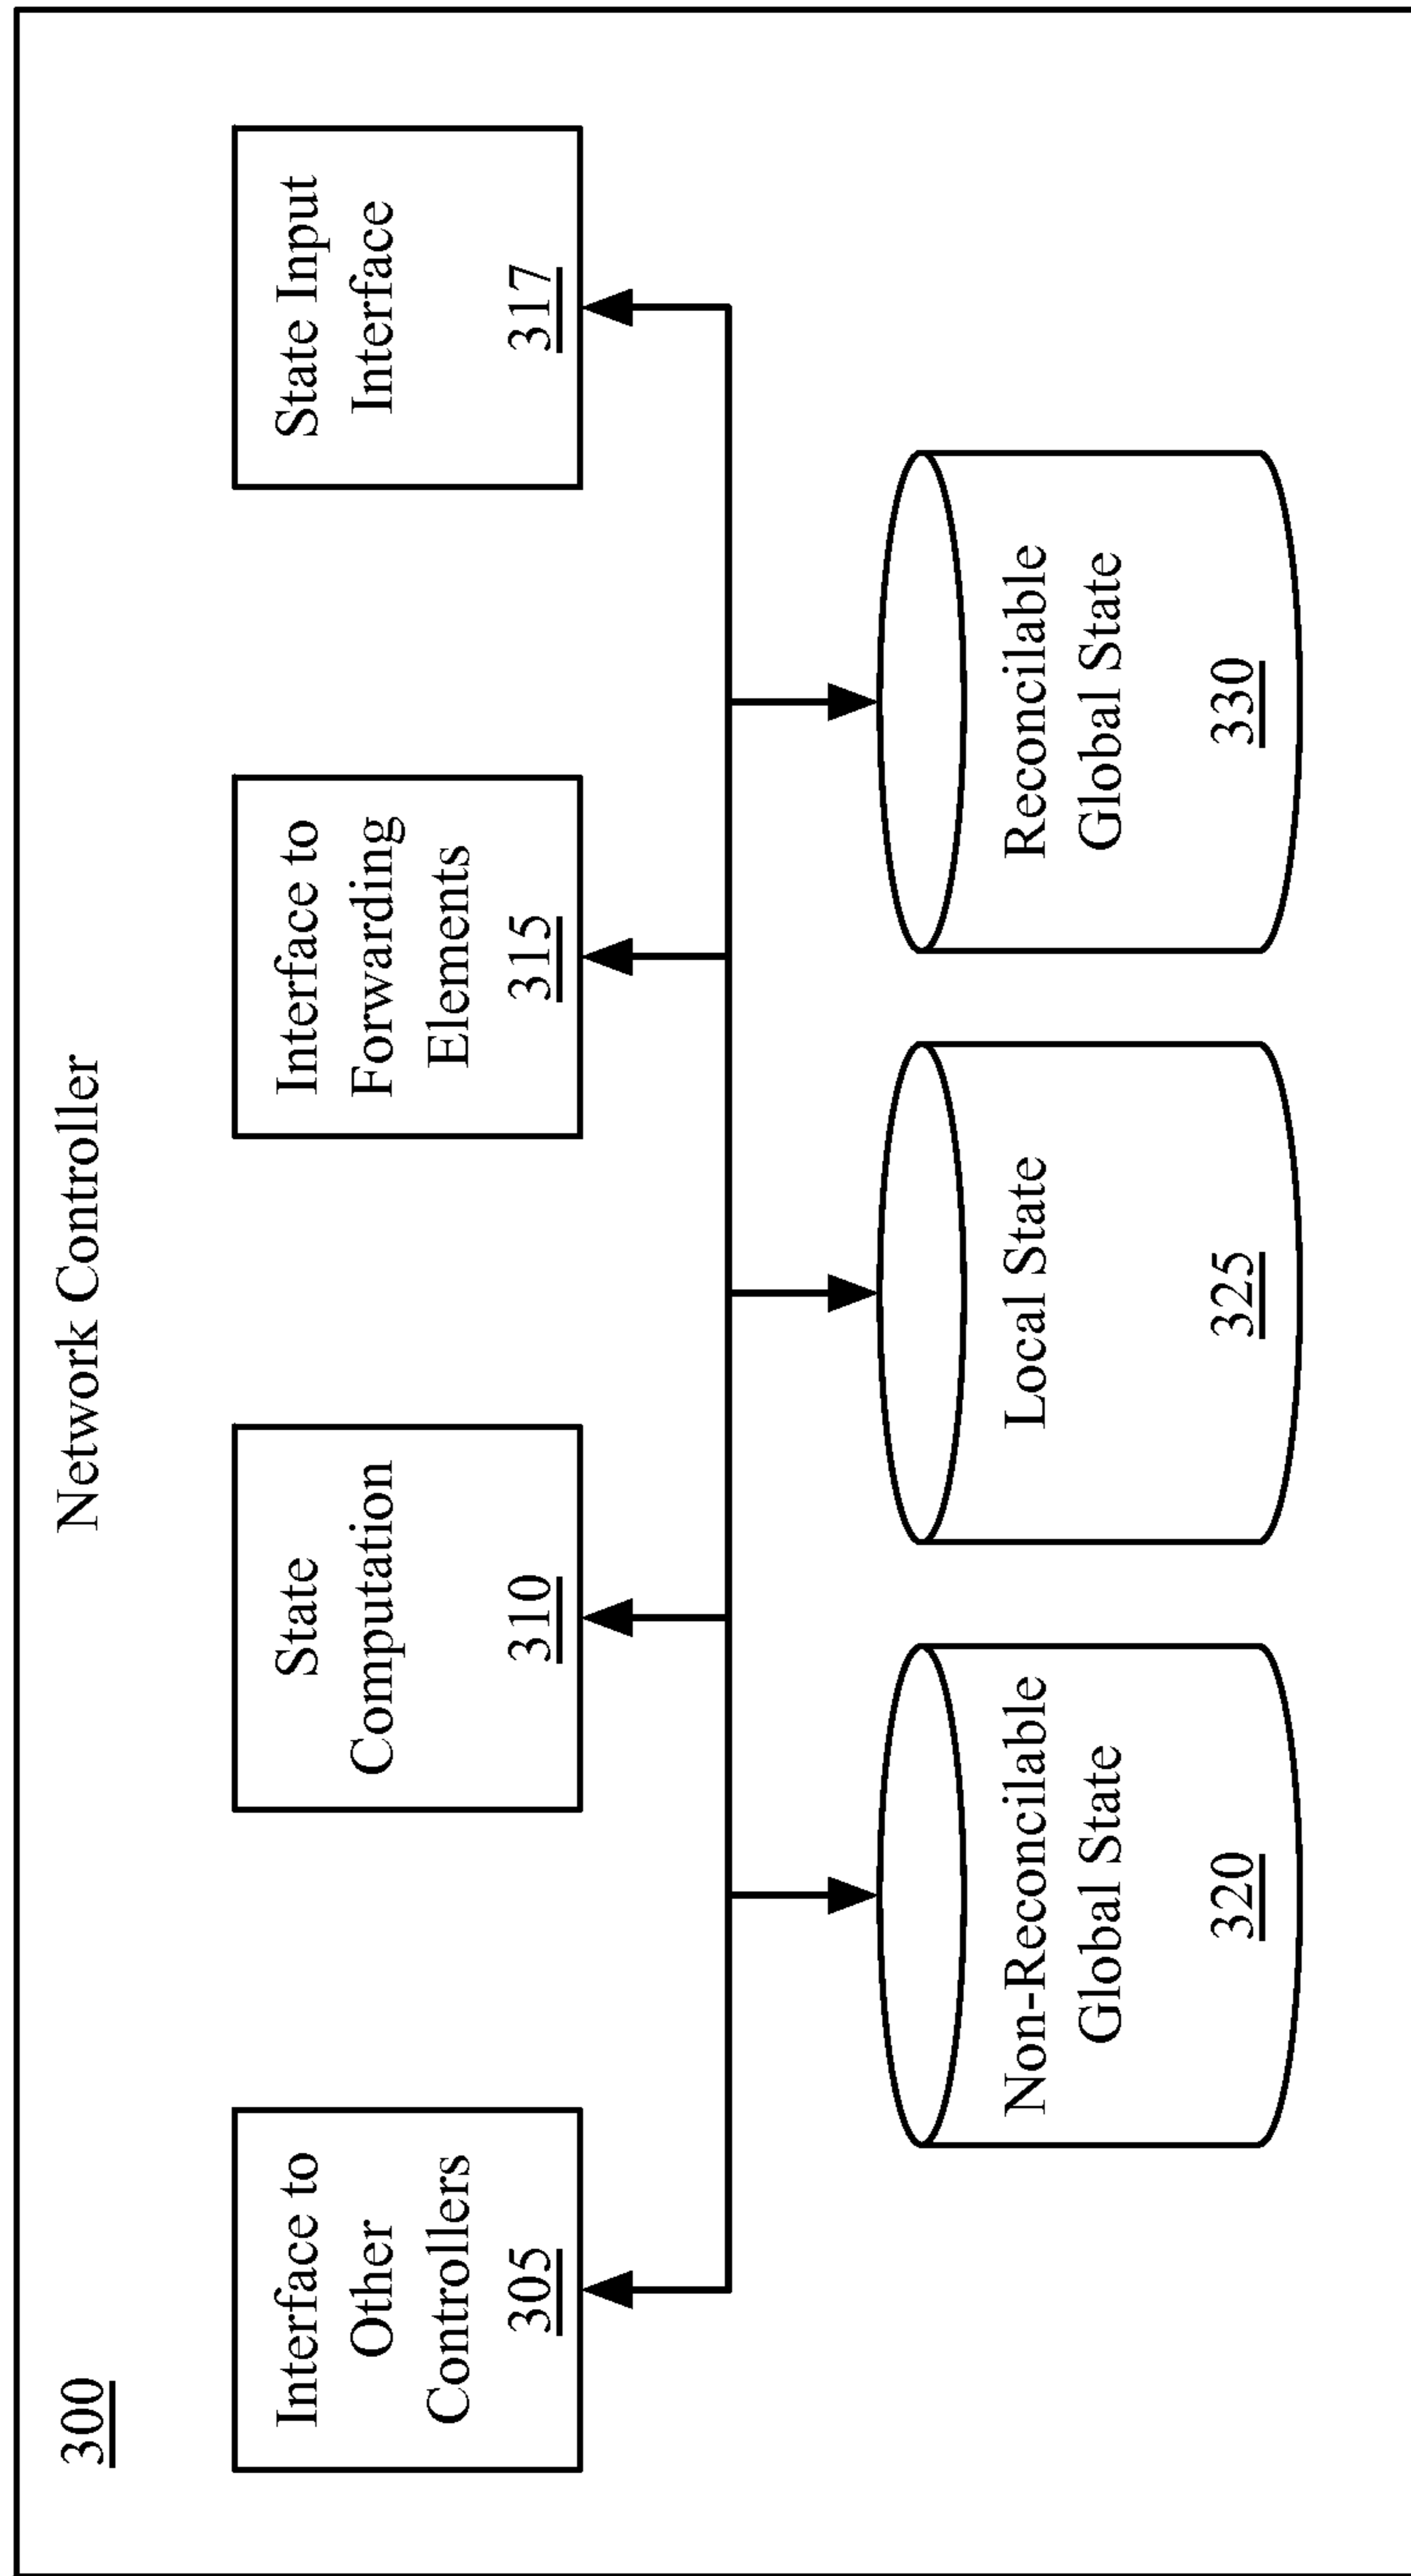 300
Network Controller
Interface to
Other
Controllers
305
State
Computation
310
Interface to
Forwarding
Elements
315
State Input
Interface
317
Non-Reconcilable
Global State
320
Local State
325
Reconcilable
Global State
330